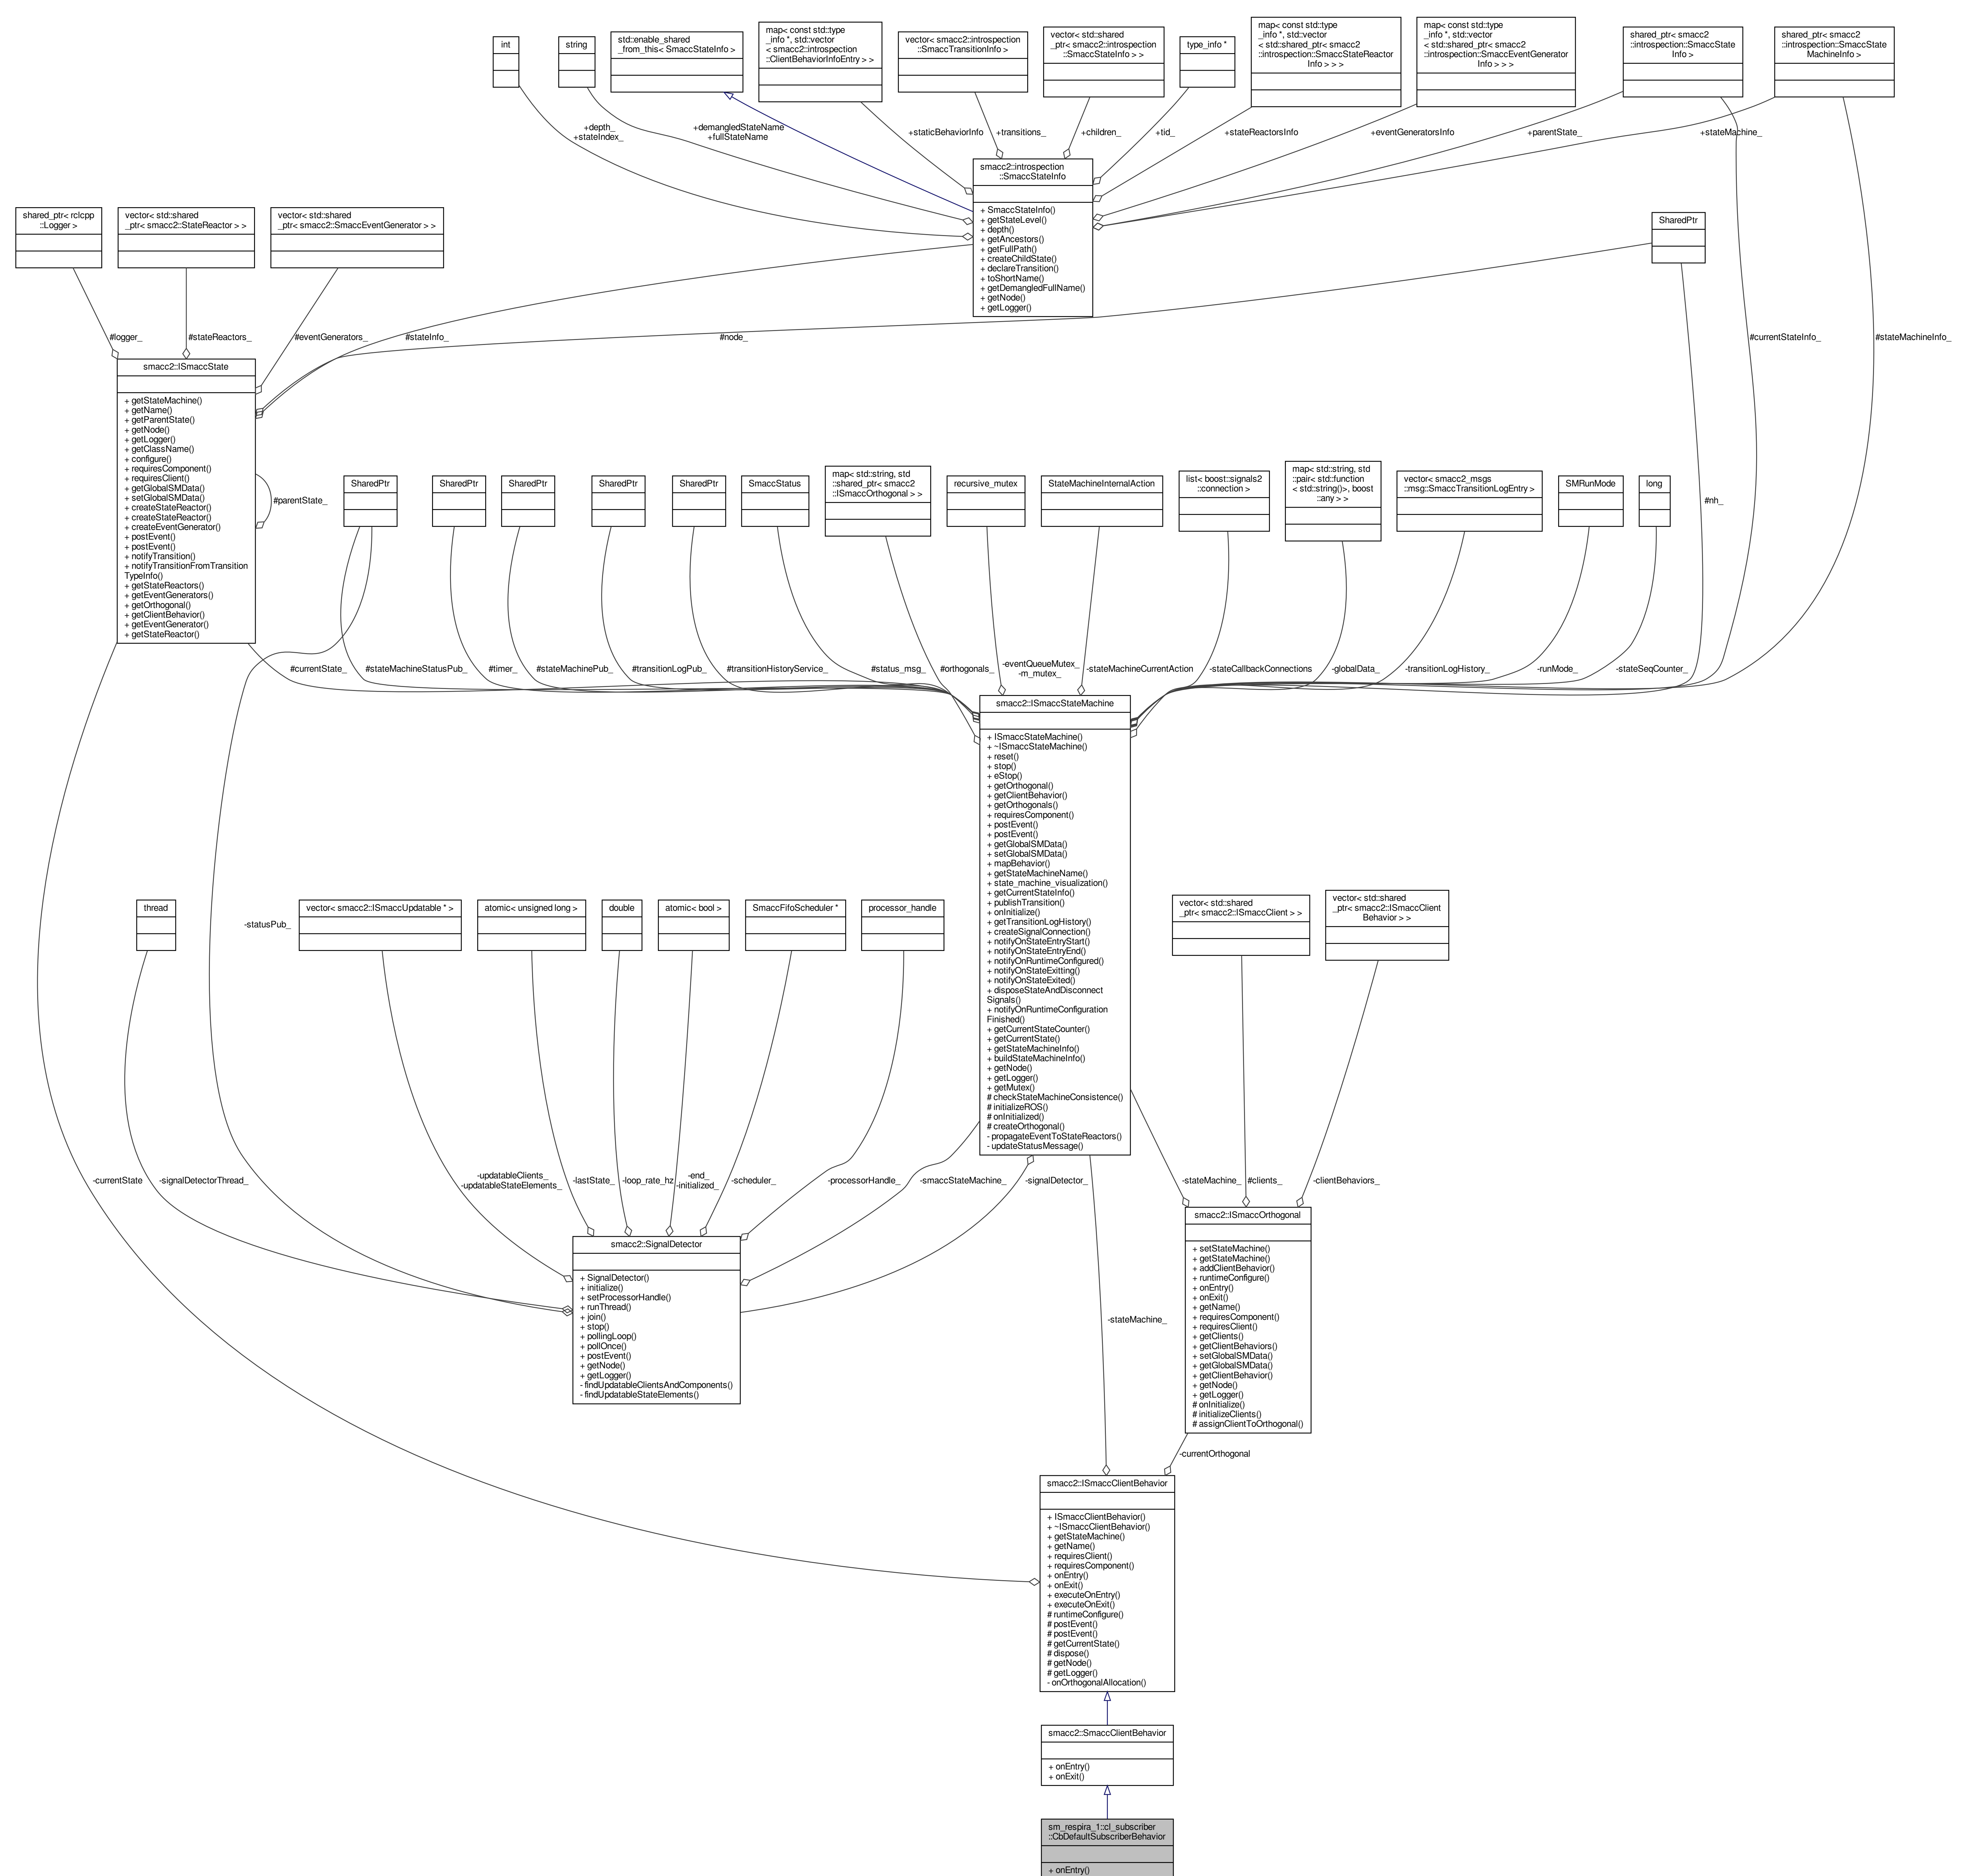 int
string
std::enable_shared
_from_this< SmaccStateInfo >
map< const std::type
_info *, std::vector
< smacc2::introspection
::ClientBehaviorInfoEntry > >
vector< smacc2::introspection
::SmaccTransitionInfo >
vector< std::shared
_ptr< smacc2::introspection
::SmaccStateInfo > >
type_info *
map< const std::type
_info *, std::vector
< std::shared_ptr< smacc2
::introspection::SmaccStateReactor
Info > > >
map< const std::type
_info *, std::vector
< std::shared_ptr< smacc2
::introspection::SmaccEventGenerator
Info > > >
shared_ptr< smacc2
::introspection::SmaccState
Info >
shared_ptr< smacc2
::introspection::SmaccState
MachineInfo >
+depth_
+stateIndex_
+demangledStateName
+fullStateName
+staticBehaviorInfo
+transitions_
+children_
+tid_
+stateReactorsInfo
+eventGeneratorsInfo
+parentState_
+stateMachine_
smacc2::introspection
::SmaccStateInfo
+ SmaccStateInfo()
+ getStateLevel()
+ depth()
+ getAncestors()
+ getFullPath()
+ createChildState()
+ declareTransition()
+ toShortName()
+ getDemangledFullName()
+ getNode()
+ getLogger()
shared_ptr< rclcpp
::Logger >
vector< std::shared
_ptr< smacc2::StateReactor > >
vector< std::shared
_ptr< smacc2::SmaccEventGenerator > >
SharedPtr
#logger_
#stateReactors_
#eventGenerators_
#stateInfo_
#node_
#currentStateInfo_
#stateMachineInfo_
smacc2::ISmaccState
+ getStateMachine()
+ getName()
+ getParentState()
+ getNode()
+ getLogger()
+ getClassName()
+ configure()
+ requiresComponent()
+ requiresClient()
+ getGlobalSMData()
+ setGlobalSMData()
+ createStateReactor()
+ createStateReactor()
+ createEventGenerator()
+ postEvent()
+ postEvent()
+ notifyTransition()
+ notifyTransitionFromTransition
TypeInfo()
+ getStateReactors()
+ getEventGenerators()
+ getOrthogonal()
+ getClientBehavior()
+ getEventGenerator()
+ getStateReactor()
#parentState_
SharedPtr
SharedPtr
SharedPtr
SharedPtr
SharedPtr
SmaccStatus
map< std::string, std
::shared_ptr< smacc2
::ISmaccOrthogonal > >
recursive_mutex
StateMachineInternalAction
list< boost::signals2
::connection >
map< std::string, std
::pair< std::function
< std::string()>, boost
::any > >
vector< smacc2_msgs
::msg::SmaccTransitionLogEntry >
SMRunMode
long
#nh_
#currentState_
#stateMachineStatusPub_
#timer_
#stateMachinePub_
#transitionLogPub_
#transitionHistoryService_
#status_msg_
#orthogonals_
-eventQueueMutex_
-m_mutex_
-stateMachineCurrentAction
-stateCallbackConnections
-globalData_
-transitionLogHistory_
-runMode_
-stateSeqCounter_
smacc2::ISmaccStateMachine
+ ISmaccStateMachine()
+ ~ISmaccStateMachine()
+ reset()
+ stop()
+ eStop()
+ getOrthogonal()
+ getClientBehavior()
+ getOrthogonals()
+ requiresComponent()
+ postEvent()
+ postEvent()
+ getGlobalSMData()
+ setGlobalSMData()
+ mapBehavior()
+ getStateMachineName()
+ state_machine_visualization()
+ getCurrentStateInfo()
+ publishTransition()
+ onInitialize()
+ getTransitionLogHistory()
+ createSignalConnection()
+ notifyOnStateEntryStart()
+ notifyOnStateEntryEnd()
+ notifyOnRuntimeConfigured()
+ notifyOnStateExitting()
+ notifyOnStateExited()
+ disposeStateAndDisconnect
Signals()
+ notifyOnRuntimeConfiguration
Finished()
+ getCurrentStateCounter()
+ getCurrentState()
+ getStateMachineInfo()
+ buildStateMachineInfo()
+ getNode()
+ getLogger()
+ getMutex()
# checkStateMachineConsistence()
# initializeROS()
# onInitialized()
# createOrthogonal()
- propagateEventToStateReactors()
- updateStatusMessage()
thread
-statusPub_
vector< smacc2::ISmaccUpdatable * >
atomic< unsigned long >
double
atomic< bool >
SmaccFifoScheduler *
processor_handle
vector< std::shared
_ptr< smacc2::ISmaccClient > >
vector< std::shared
_ptr< smacc2::ISmaccClient
Behavior > >
-currentState
-signalDetectorThread_
-updatableClients_
-updatableStateElements_
-lastState_
-loop_rate_hz
-end_
-initialized_
-scheduler_
-processorHandle_
-smaccStateMachine_
-signalDetector_
-stateMachine_
#clients_
-clientBehaviors_
smacc2::SignalDetector
+ SignalDetector()
+ initialize()
+ setProcessorHandle()
+ runThread()
+ join()
+ stop()
+ pollingLoop()
+ pollOnce()
+ postEvent()
+ getNode()
+ getLogger()
- findUpdatableClientsAndComponents()
- findUpdatableStateElements()
-stateMachine_
smacc2::ISmaccOrthogonal
+ setStateMachine()
+ getStateMachine()
+ addClientBehavior()
+ runtimeConfigure()
+ onEntry()
+ onExit()
+ getName()
+ requiresComponent()
+ requiresClient()
+ getClients()
+ getClientBehaviors()
+ setGlobalSMData()
+ getGlobalSMData()
+ getClientBehavior()
+ getNode()
+ getLogger()
# onInitialize()
# initializeClients()
# assignClientToOrthogonal()
-currentOrthogonal
smacc2::ISmaccClientBehavior
+ ISmaccClientBehavior()
+ ~ISmaccClientBehavior()
+ getStateMachine()
+ getName()
+ requiresClient()
+ requiresComponent()
+ onEntry()
+ onExit()
+ executeOnEntry()
+ executeOnExit()
# runtimeConfigure()
# postEvent()
# postEvent()
# getCurrentState()
# dispose()
# getNode()
# getLogger()
- onOrthogonalAllocation()
smacc2::SmaccClientBehavior
+ onEntry()
+ onExit()
sm_respira_1::cl_subscriber
::CbDefaultSubscriberBehavior
+ onEntry()